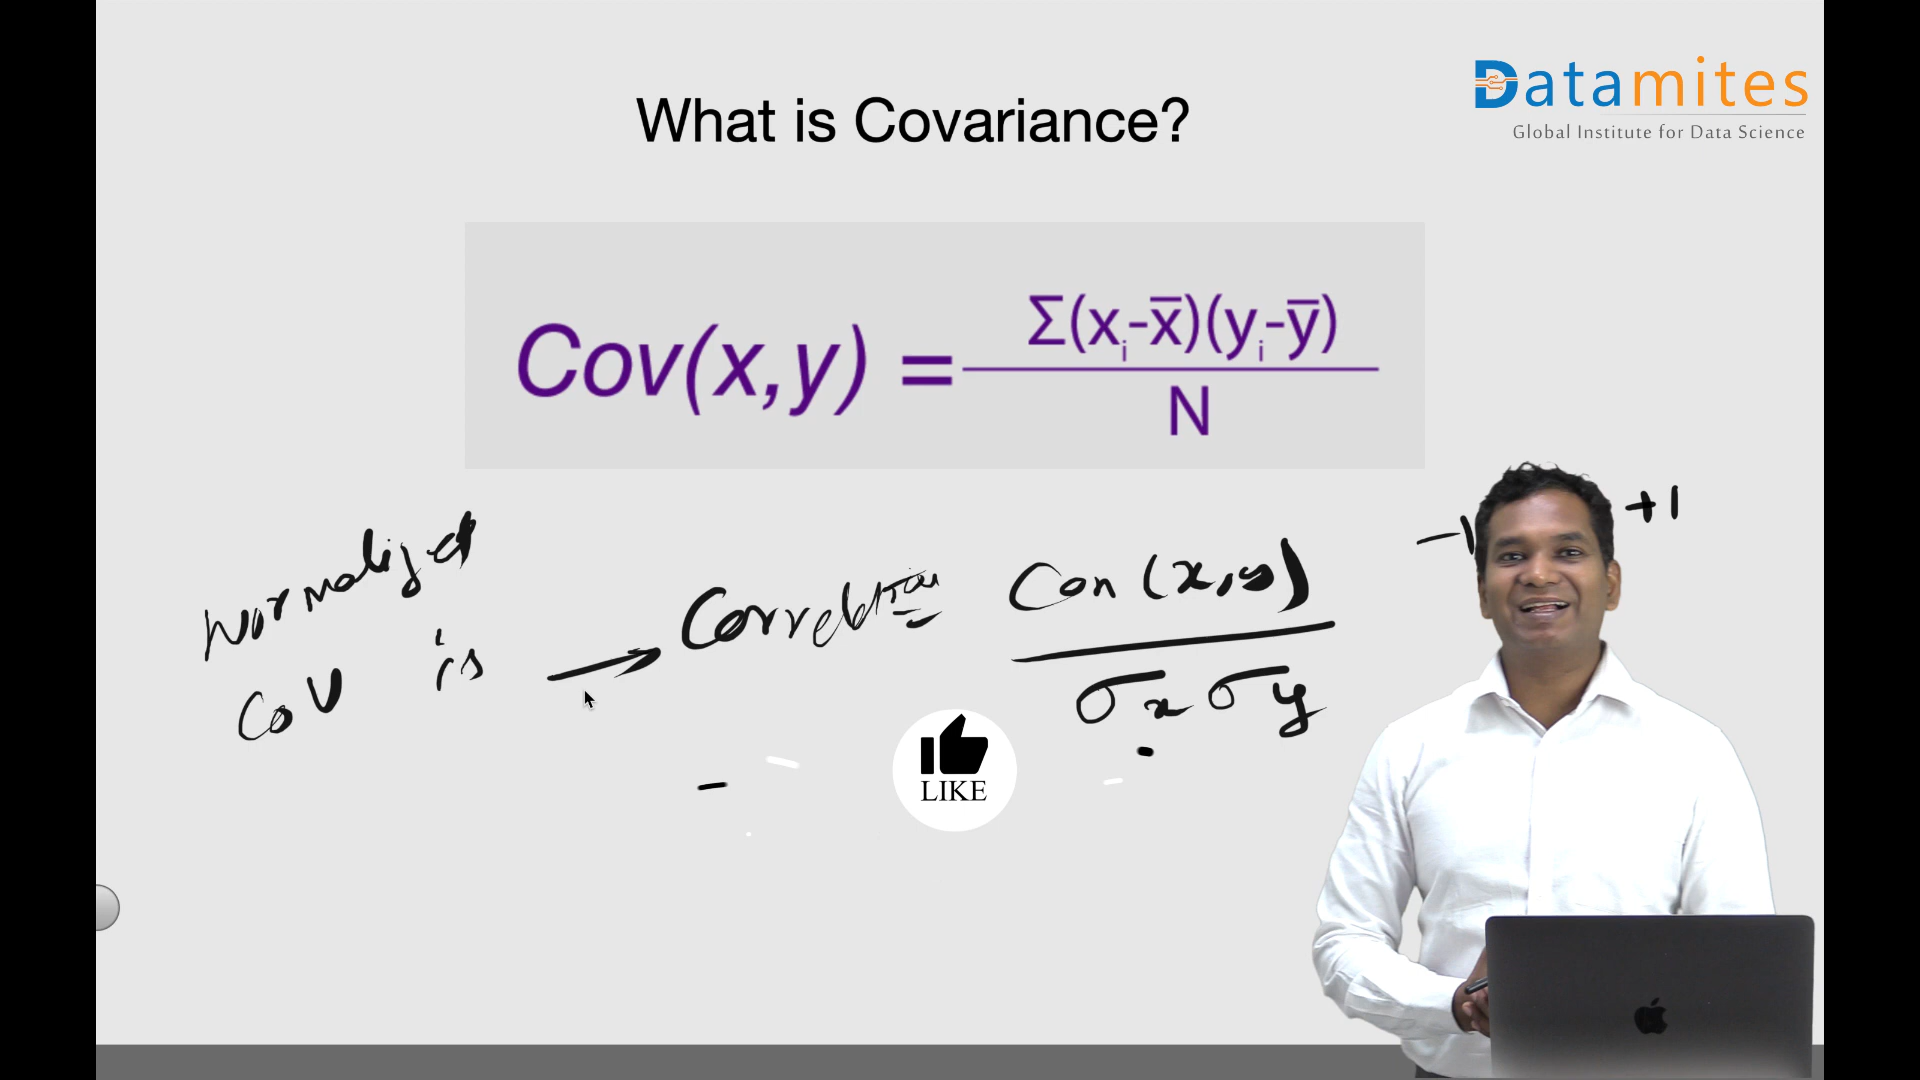 Datamites
Global Institute for Data Science
What is Covariance?
Cov(x,y) = Σ(xᵢ-x̅)(yᵢ-y̅)
N
Normalized
Cov is → Correlation
Con (x,y)
σx σy
-1 +1
LIKE